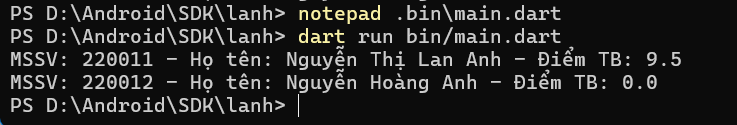 PS D:\Android\SDK\lanh> notepad .bin\main.dart
PS D:\Android\SDK\lanh> dart run bin/main.dart
MSSV: 220011 - Họ tên: Nguyễn Thị Lan Anh - Điểm TB: 9.5
MSSV: 220012 - Họ tên: Nguyễn Hoàng Anh - Điểm TB: 0.0
PS D:\Android\SDK\lanh>